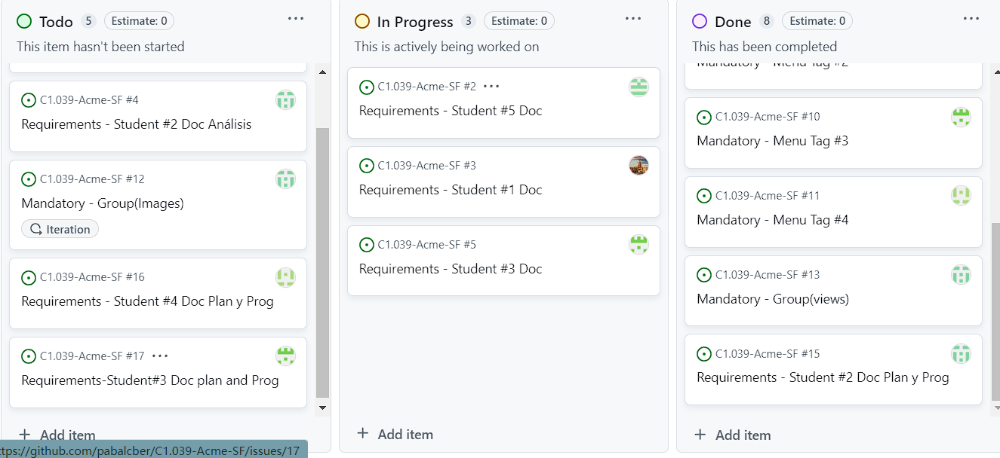 Todo 5 Estimate: 0 ...
This item hasn't been started
C1.039-Acme-SF #4
Requirements - Student #2 Doc Análisis
C1.039-Acme-SF #12
Mandatory - Group(Images)
Iteration
C1.039-Acme-SF #16
Requirements - Student #4 Doc Plan y Prog
C1.039-Acme-SF #17 ...
Requirements-Student#3 Doc plan and Prog
+ Add item
ttps://github.com/pabalcber/C1.039-Acme-SF/issues/17
In Progress 3 Estimate: 0 ...
This is actively being worked on
C1.039-Acme-SF #2 ...
Requirements - Student #5 Doc
C1.039-Acme-SF #3
Requirements - Student #1 Doc
C1.039-Acme-SF #5
Requirements - Student #3 Doc
+ Add item
Done 8 Estimate: 0 ...
This has been completed
Mandatory - Menu Tag #2
C1.039-Acme-SF #10
Mandatory - Menu Tag #3
C1.039-Acme-SF #11
Mandatory - Menu Tag #4
C1.039-Acme-SF #13
Mandatory - Group(views)
C1.039-Acme-SF #15
Requirements - Student #2 Doc Plan y Prog
+ Add item